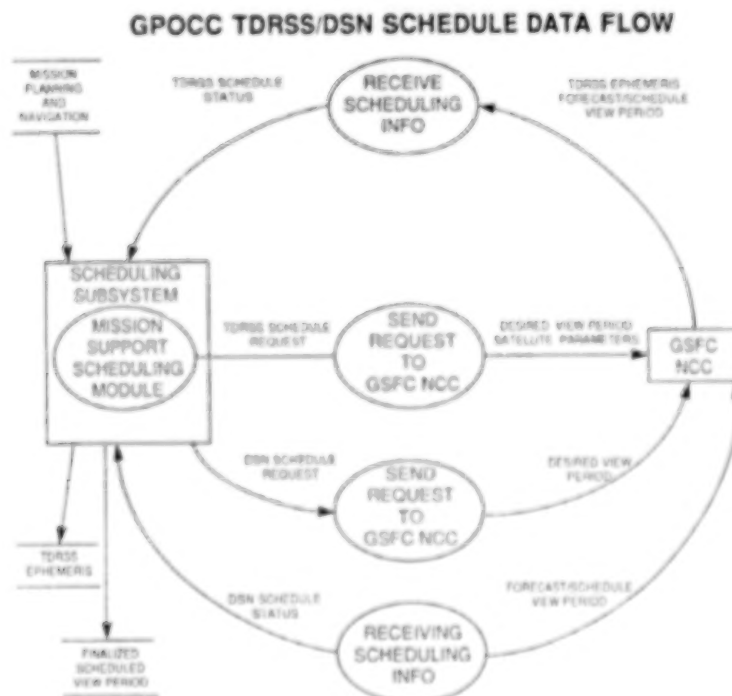 GPOCC TDRSS/DSN SCHEDULE DATA FLOW
MISSION
PLANNING
AND
NAVIGATION
TDRSS SCHEDULE
STATUS
RECEIVE
SCHEDULING
INFO
TDRSS EPHEMERIS
FORECAST/SCHEDULE
VIEW PERIOD
SCHEDULING
SUBSYSTEM
MISSION
SUPPORT
SCHEDULING
MODULE
TDRSS SCHEDULE
REQUEST
SEND
REQUEST
TO
GSFC NCC
DESIRED VIEW PERIOD
SATELLITE PARAMETERS
GSFC
NCC
DSN SCHEDULE
REQUEST
SEND
REQUEST
TO
GSFC NCC
DESIRED VIEW
PERIOD
TDRSS
EPHEMERIS
DSN SCHEDULE
STATUS
RECEIVING
SCHEDULING
INFO
FORECAST/SCHEDULE
VIEW PERIOD
FINALIZED
SCHEDULED
VIEW PERIOD